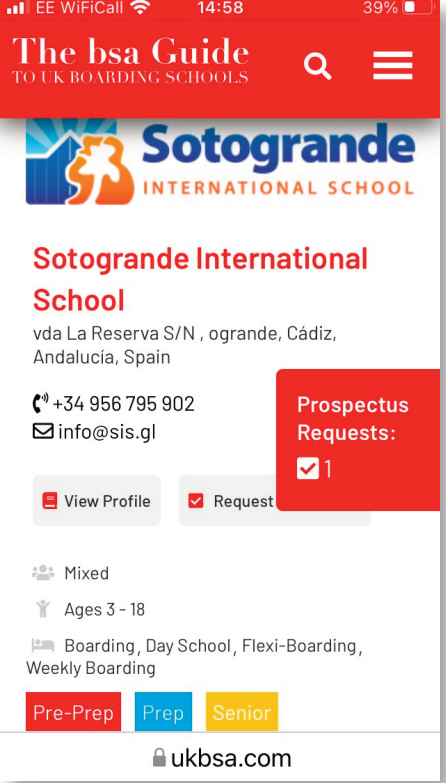 EE WiFiCall 14:58 39%
The bsa Guide
TO UK BOARDING SCHOOLS
Sotogrande
INTERNATIONAL SCHOOL
Sotogrande International
School
vda La Reserva S/N , ogrande, Cádiz,
Andalucía, Spain
+34 956 795 902
info@sis.gl
Prospectus
Requests:
1
View Profile
Request
Mixed
Ages 3 - 18
Boarding, Day School, Flexi-Boarding,
Weekly Boarding
Pre-Prep Prep Senior
ukbsa.com